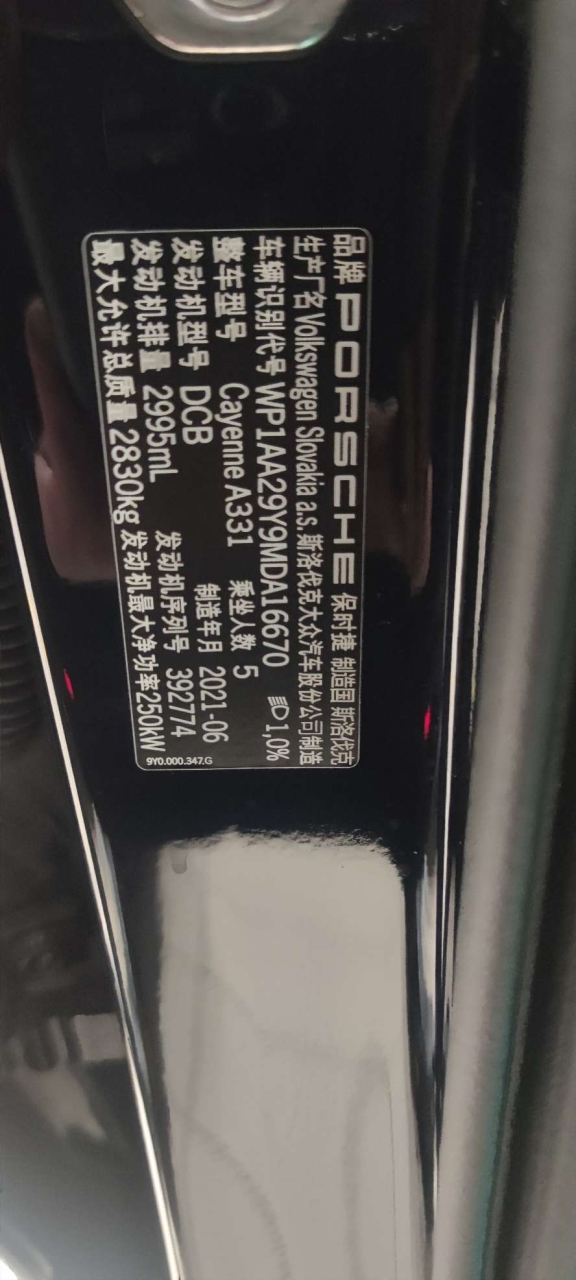 品牌 PORSCHE 保时捷 制造国 斯洛伐克
生产厂名 Volkswagen Slovakia a.s. 斯洛伐克大众汽车股份公司制造
车辆识别代号 WP1AA29Y9MDA16670 1,0%
整车型号 Cayenne A331 乘坐人数 5
发动机型号 DCB 制造年月 2021-06
发动机排量 2995mL 发动机序列号 392774
最大允许总质量 2830kg 发动机最大净功率 250kW
9Y0.000.347.G